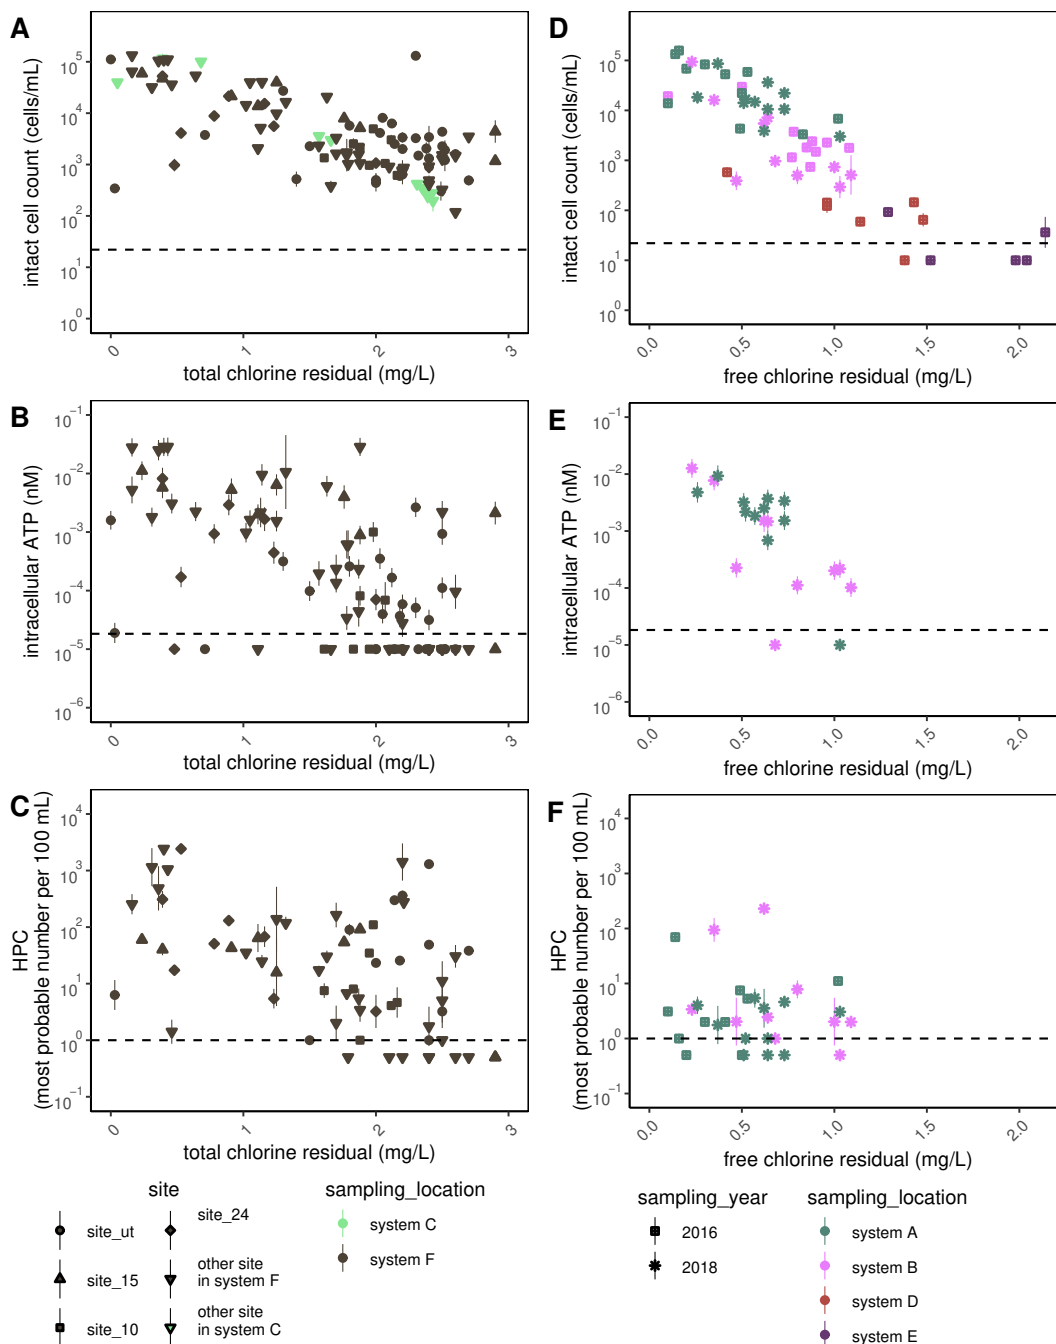 A
intact cell count (cells/mL)
10^5
10^4
10^3
10^2
10^1
10^0
0
1
2
3
total chlorine residual (mg/L)
D
intact cell count (cells/mL)
10^5
10^4
10^3
10^2
10^1
10^0
0.0
0.5
1.0
1.5
2.0
free chlorine residual (mg/L)
B
intracellular ATP (nM)
10^−1
10^−2
10^−3
10^−4
10^−5
10^−6
0
1
2
3
total chlorine residual (mg/L)
E
intracellular ATP (nM)
10^−1
10^−2
10^−3
10^−4
10^−5
10^−6
0.0
0.5
1.0
1.5
2.0
free chlorine residual (mg/L)
C
HPC
(most probable number per 100 mL)
10^4
10^3
10^2
10^1
10^0
10^−1
0
1
2
3
total chlorine residual (mg/L)
F
HPC
(most probable number per 100 mL)
10^4
10^3
10^2
10^1
10^0
10^−1
0.0
0.5
1.0
1.5
2.0
free chlorine residual (mg/L)
site
site_ut
site_15
site_10
site_24
other site
in system F
other site
in system C
sampling_location
system C
system F
sampling_year
2016
2018
sampling_location
system A
system B
system D
system E